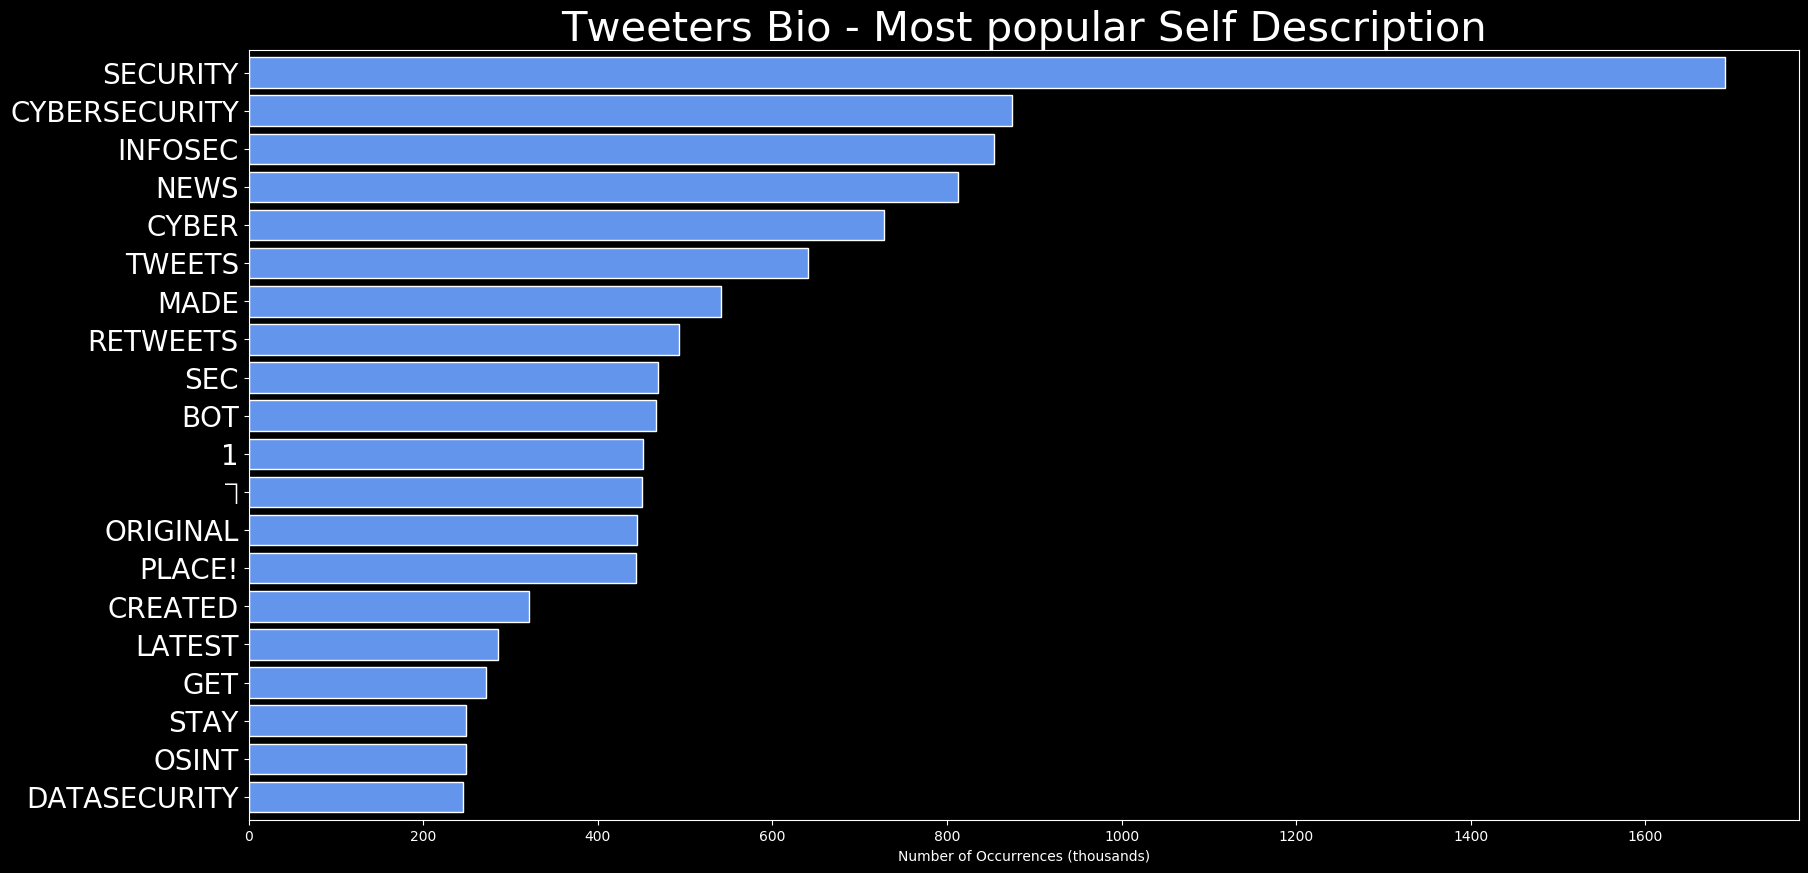 Tweeters Bio - Most popular Self Description
SECURITY
CYBERSECURITY
INFOSEC
NEWS
CYBER
TWEETS
MADE
RETWEETS
SEC
BOT
1
ORIGINAL
PLACE!
CREATED
LATEST
GET
STAY
OSINT
DATASECURITY
0 200 400 600 800 1000 1200 1400 1600
Number of Occurrences (thousands)